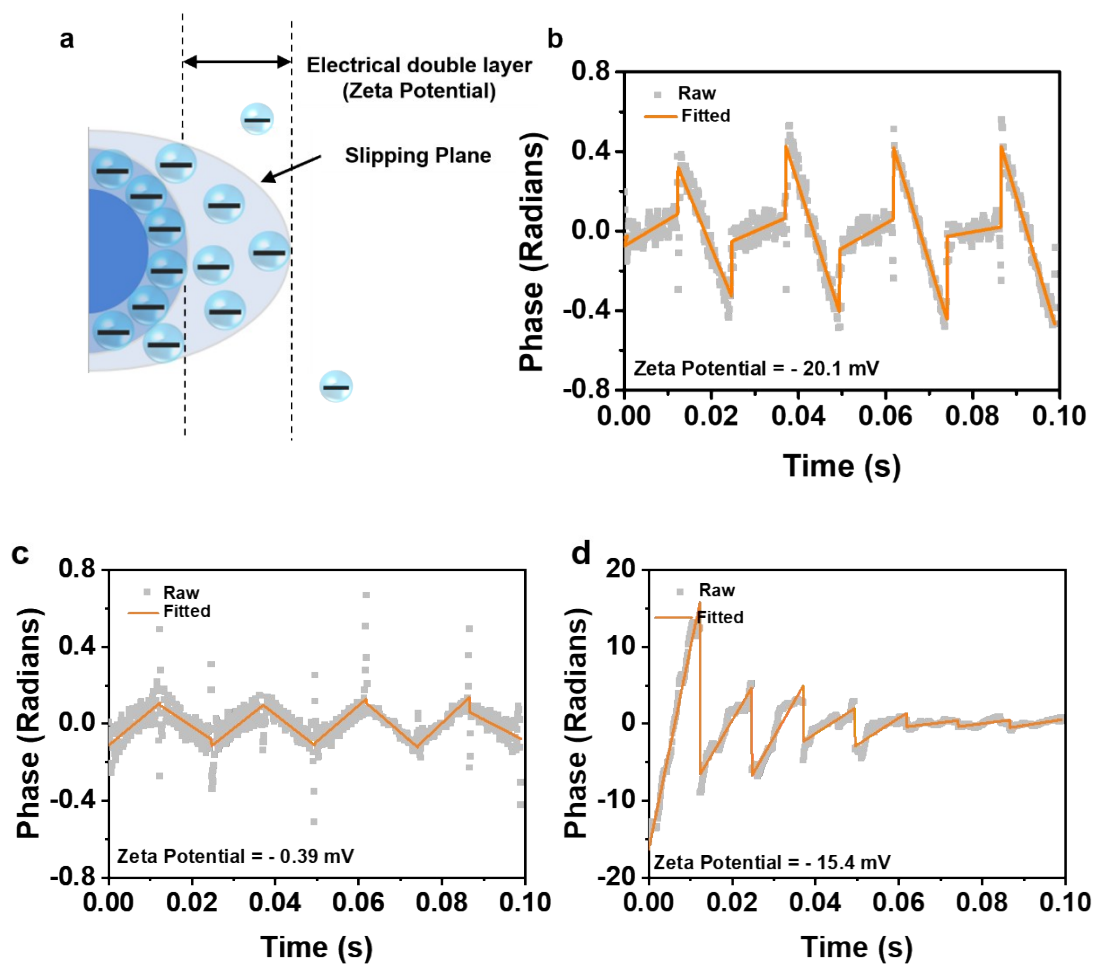 a
Electrical double layer
(Zeta Potential)
Slipping Plane
b
Phase (Radians)
0.8
0.4
0.0
-0.4
-0.8
Raw
Fitted
Zeta Potential = - 20.1 mV
0.00 0.02 0.04 0.06 0.08 0.10
Time (s)
c
Phase (Radians)
0.8
0.4
0.0
-0.4
-0.8
Raw
Fitted
Zeta Potential = - 0.39 mV
0.00 0.02 0.04 0.06 0.08 0.10
Time (s)
d
Phase (Radians)
20
10
0
-10
-20
Raw
Fitted
Zeta Potential = - 15.4 mV
0.00 0.02 0.04 0.06 0.08 0.10
Time (s)